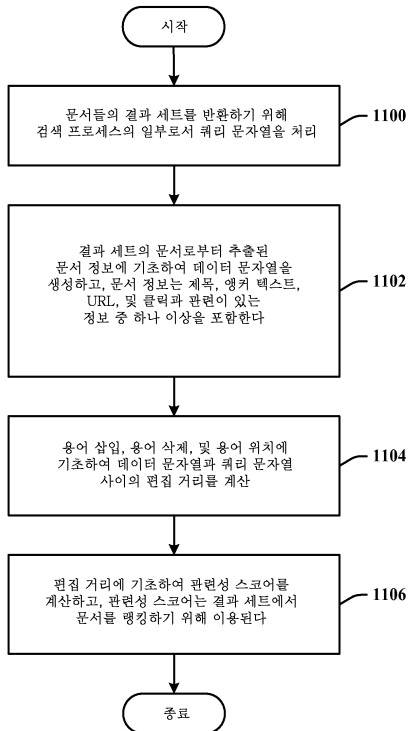 시작
문서들의 결과 세트를 반환하기 위해
검색 프로세스의 일부로서 쿼리 문자열을 처리
1100
결과 세트의 문서로부터 추출된
문서 정보에 기초하여 데이터 문자열을
생성하고, 문서 정보는 제목, 앵커 텍스트,
URL, 및 클릭과 관련이 있는
정보 중 하나 이상을 포함한다
1102
용어 삽입, 용어 삭제, 및 용어 위치에
기초하여 데이터 문자열과 쿼리 문자열
사이의 편집 거리를 계산
1104
편집 거리에 기초하여 관련성 스코어를
계산하고, 관련성 스코어는 결과 세트에서
문서를 랭킹하기 위해 이용된다
1106
종료